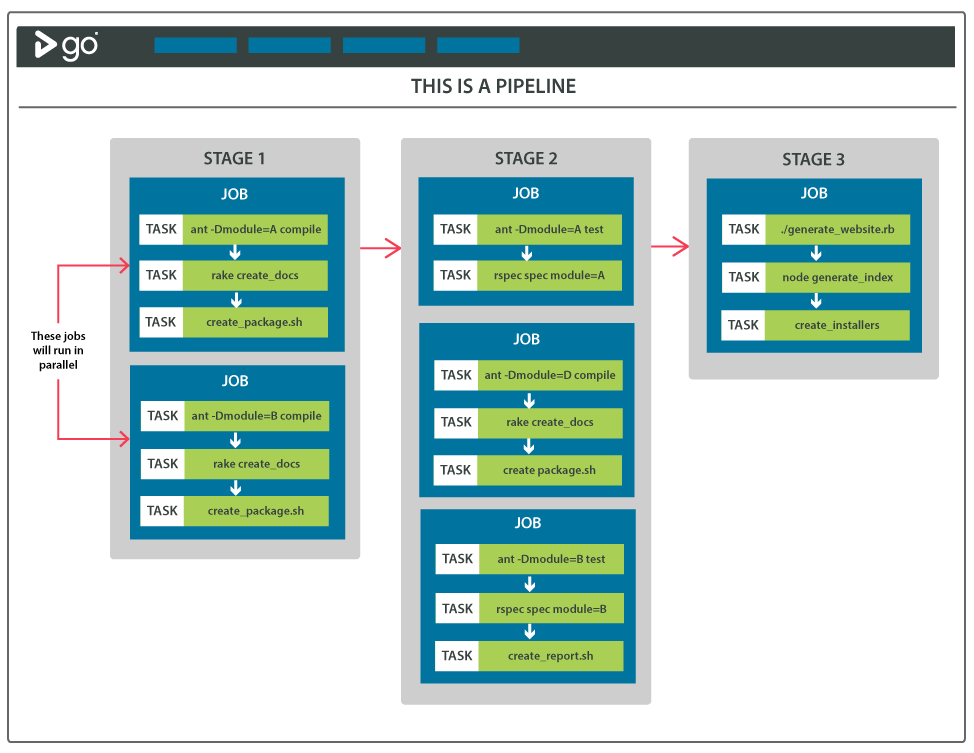 go
THIS IS A PIPELINE
STAGE 1
JOB
TASK ant -Dmodule=A compile
TASK rake create_docs
TASK create_package.sh
JOB
TASK ant -Dmodule=B compile
TASK rake create_docs
TASK create_package.sh
These jobs
will run in
parallel
STAGE 2
JOB
TASK ant -Dmodule=A test
TASK rspec spec module=A
JOB
TASK ant -Dmodule=D compile
TASK rake create_docs
TASK create package.sh
JOB
TASK ant -Dmodule=B test
TASK rspec spec module=B
TASK create_report.sh
STAGE 3
JOB
TASK ./generate_website.rb
TASK node generate_index
TASK create_installers